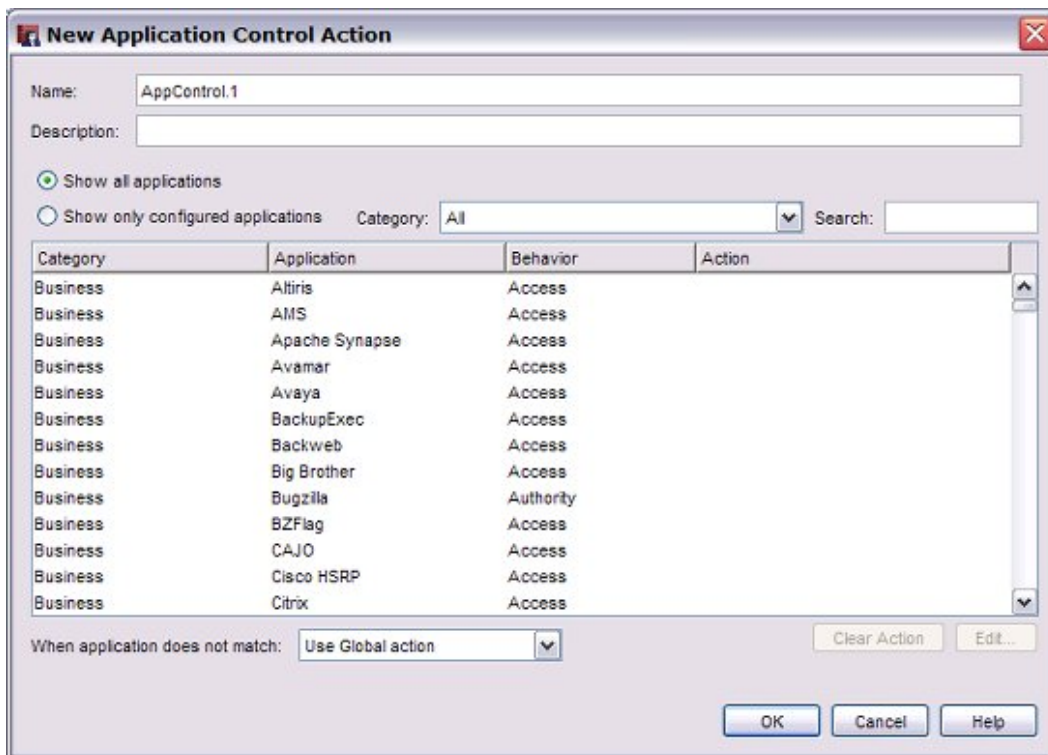 New Application Control Action
Name: AppControl.1
Description:
Show all applications
Show only configured applications Category: All Search:
Category Application Behavior Action
Business Altiris Access
Business AMS Access
Business Apache Synapse Access
Business Avamar Access
Business Avaya Access
Business BackupExec Access
Business Backweb Access
Business Big Brother Access
Business Bugzilla Authority
Business BZFlag Access
Business CAJO Access
Business Cisco HSRP Access
Business Citrix Access
When application does not match: Use Global action Clear Action Edit...
OK Cancel Help